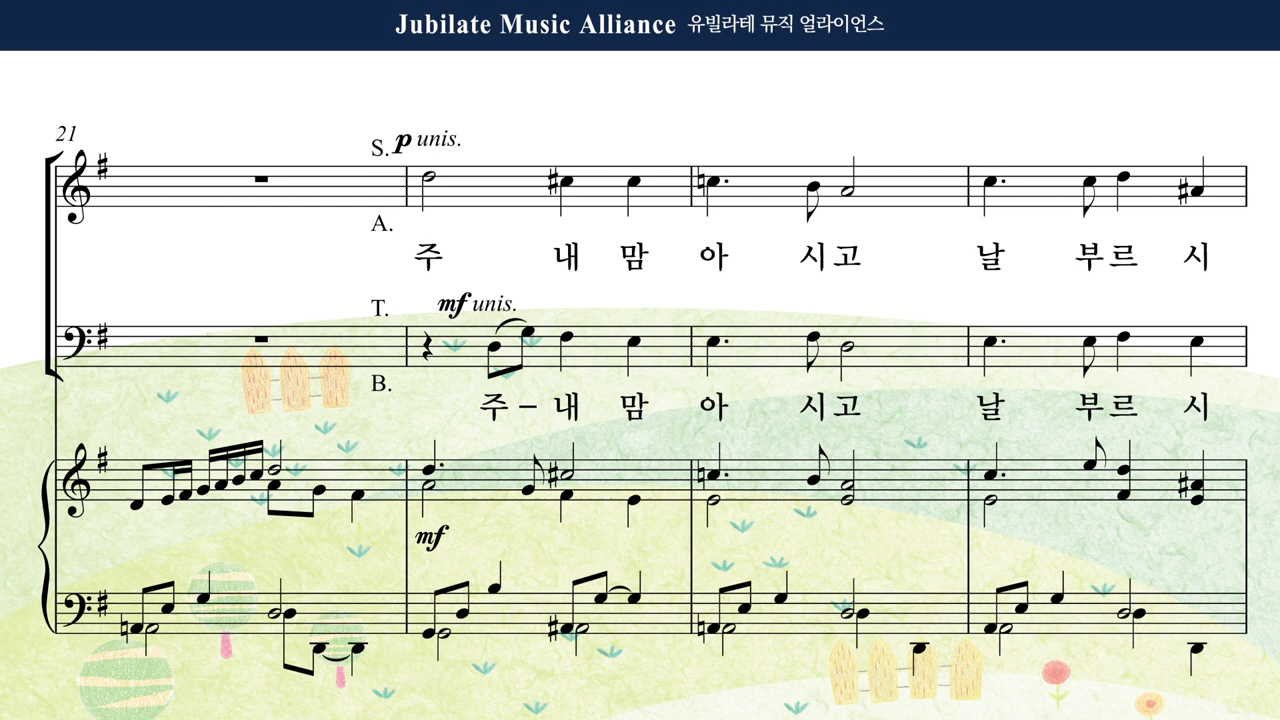 Jubilate Music Alliance 유빌라테 뮤직 얼라이언스
21
S. p unis.
A.
주 내 맘 아 시고 날 부르 시
T. mf unis.
B.
주 – 내 맘 아 시고 날 부르 시
mf